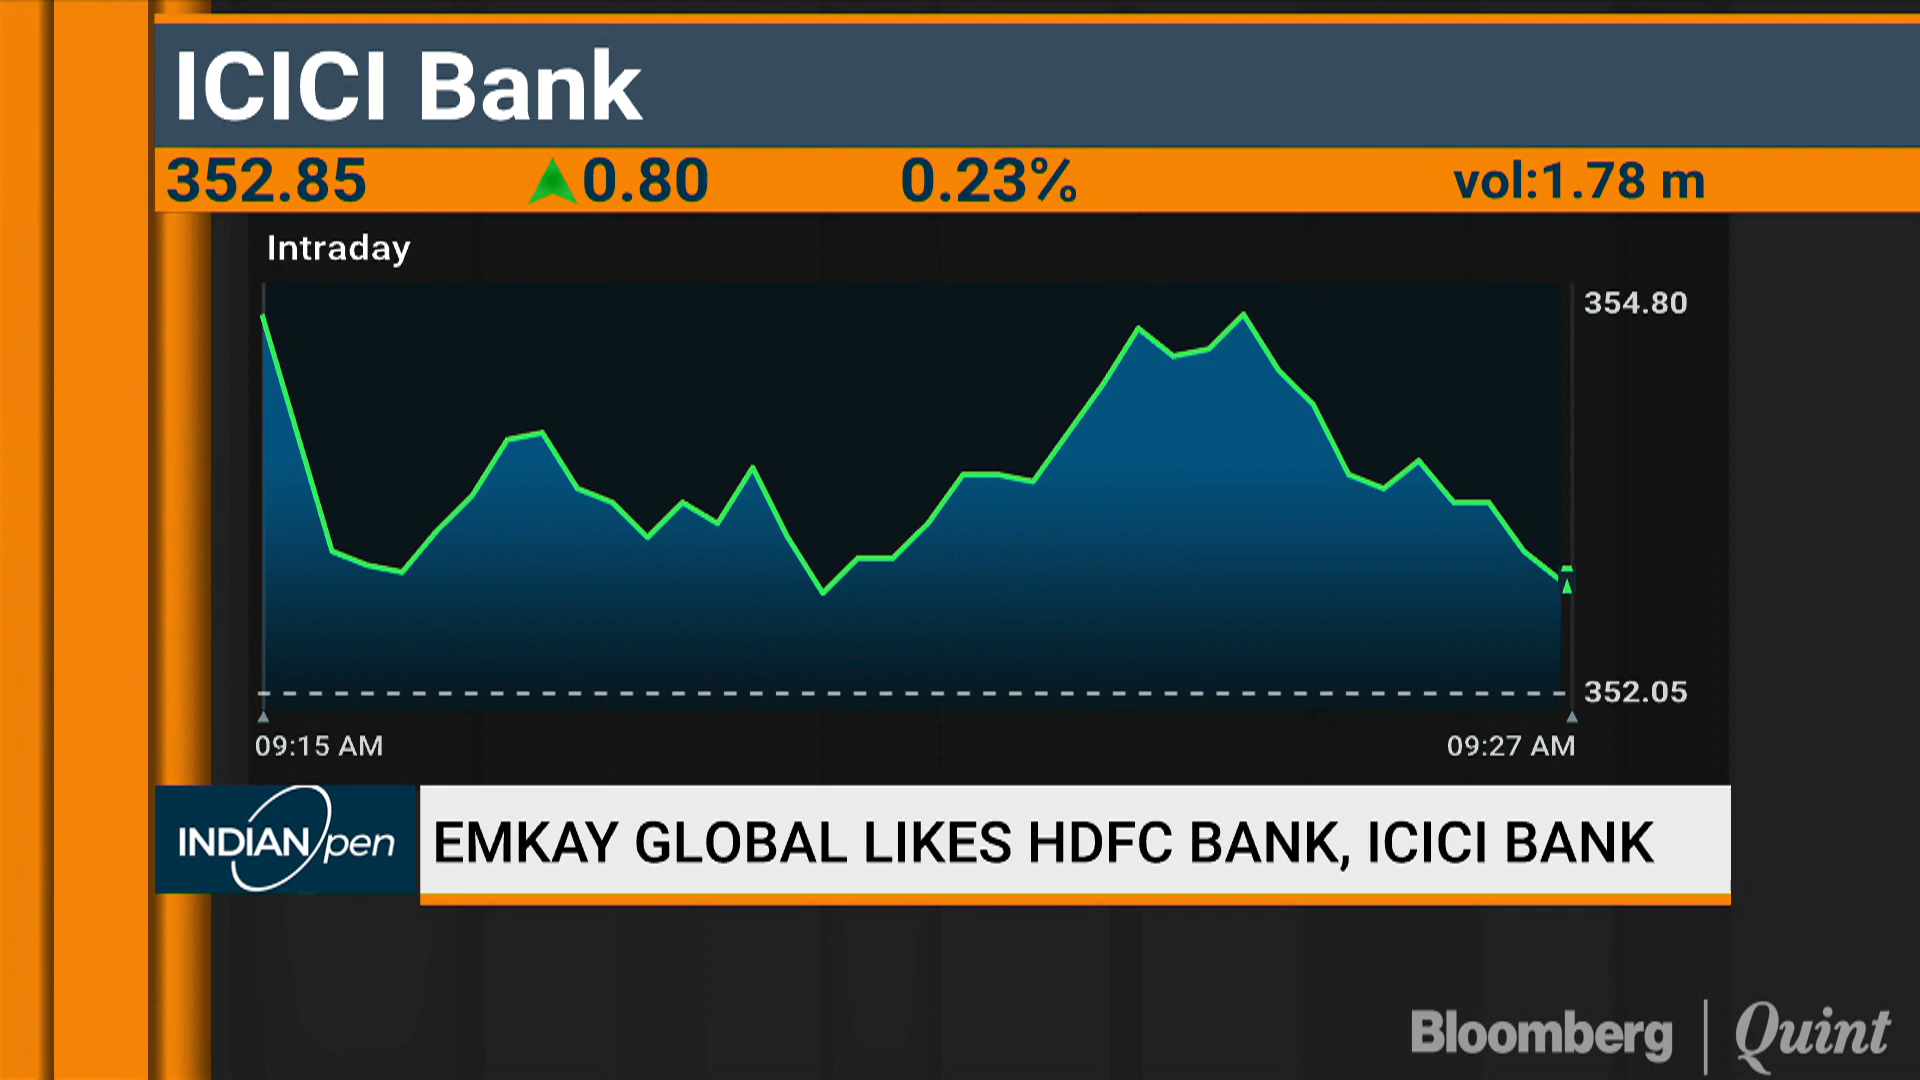 ICICI Bank
352.85 0.80 0.23% vol:1.78 m
Intraday
354.80
352.05
09:15 AM 09:27 AM
INDIAN pen EMKAY GLOBAL LIKES HDFC BANK, ICICI BANK
Bloomberg | Quint